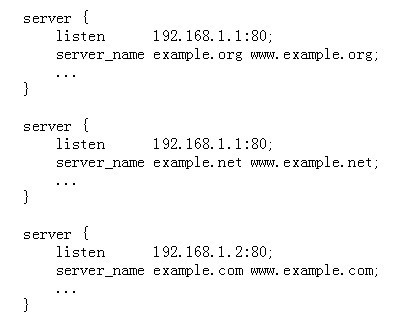 server {
    listen      192.168.1.1:80;
    server_name example.org www.example.org;
    ...
}

server {
    listen      192.168.1.1:80;
    server_name example.net www.example.net;
    ...
}

server {
    listen      192.168.1.2:80;
    server_name example.com www.example.com;
    ...
}